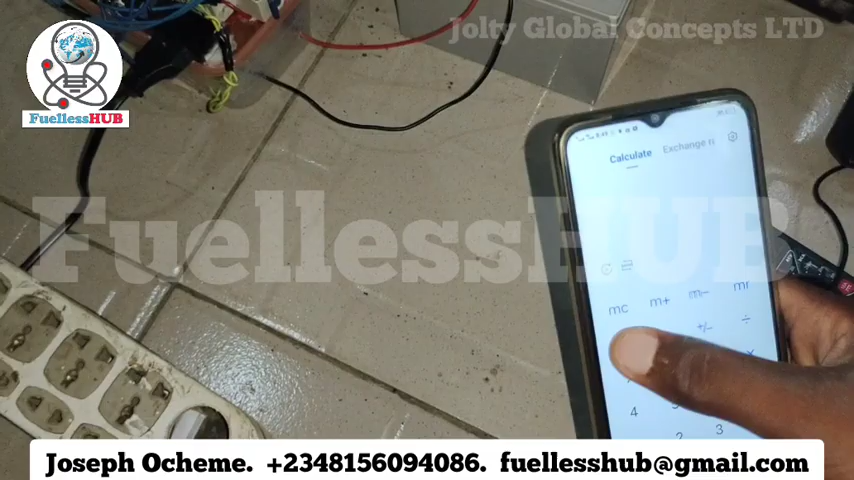 Jolty Global Concepts LTD
FuellessHUB
Calculate
FuellessHUB
mc m+ m- mr
+/- ÷
×
4
2 3
Joseph Ocheme. +2348156094086. fuellesshub@gmail.com